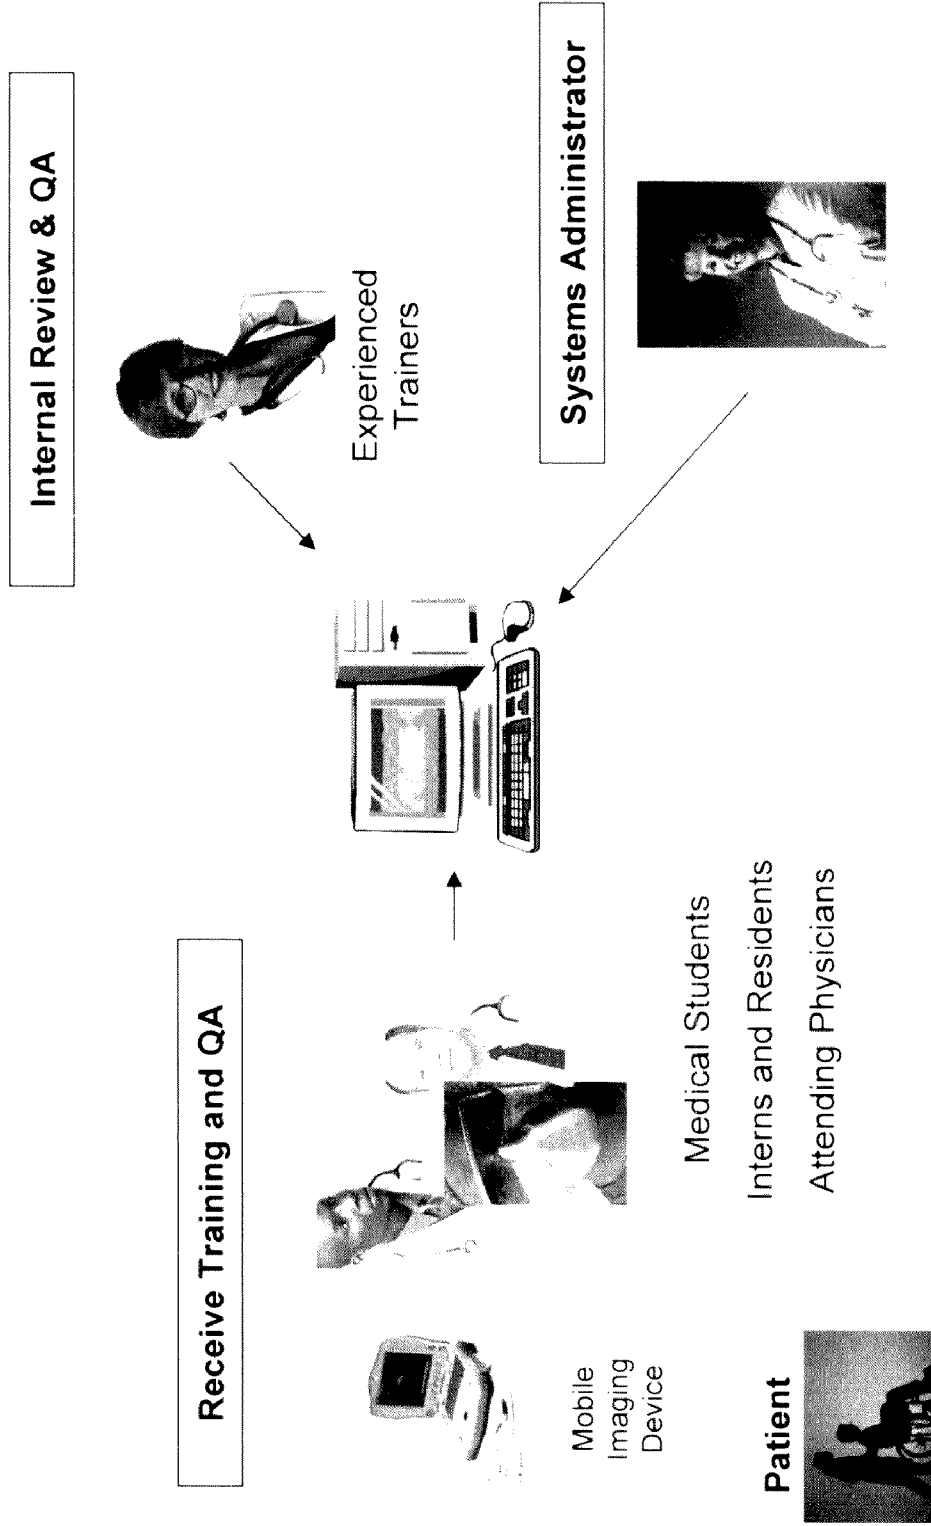 Receive Training and QA
Internal Review & QA
Mobile
Imaging
Device
Experienced
Trainers
Medical Students
Interns and Residents
Attending Physicians
Systems Administrator
Patient